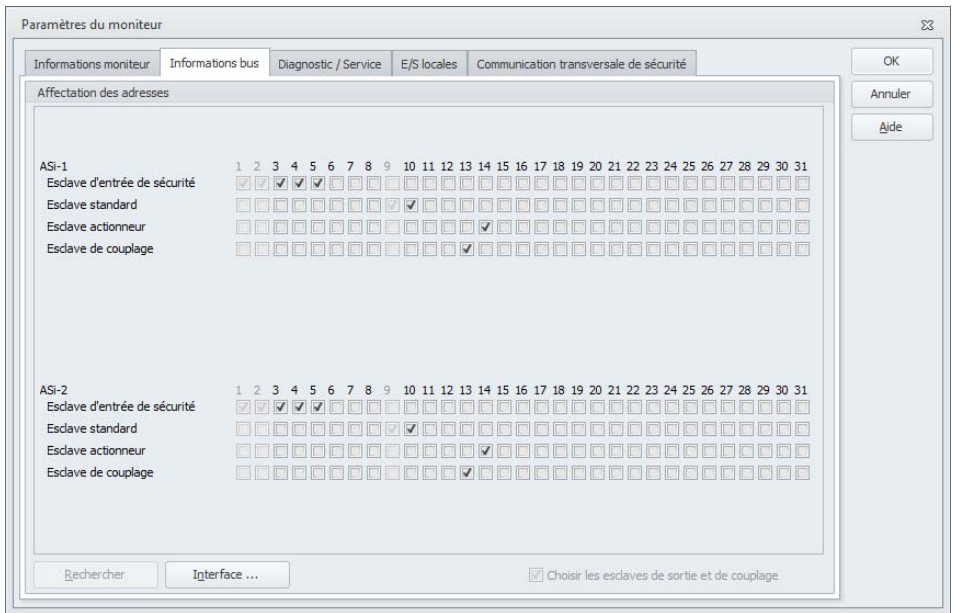 Paramètres du moniteur
Informations moniteur Informations bus Diagnostic / Service E/S locales Communication transversale de sécurité
OK
Affectation des adresses
Annuler
Aide
ASi-1 1 2 3 4 5 6 7 8 9 10 11 12 13 14 15 16 17 18 19 20 21 22 23 24 25 26 27 28 29 30 31
Esclave d'entrée de sécurité
Esclave standard
Esclave actionneur
Esclave de couplage
ASi-2 1 2 3 4 5 6 7 8 9 10 11 12 13 14 15 16 17 18 19 20 21 22 23 24 25 26 27 28 29 30 31
Esclave d'entrée de sécurité
Esclave standard
Esclave actionneur
Esclave de couplage
Rechercher Interface ... Choisir les esclaves de sortie et de couplage